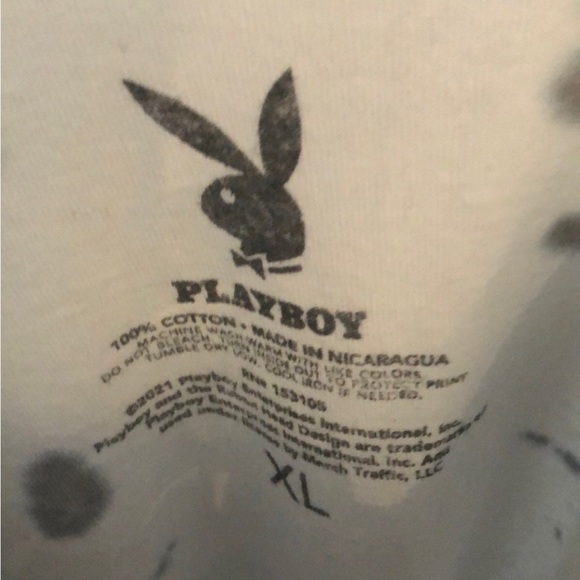 PLAYBOY
100% COTTON • MADE IN NICARAGUA
MACHINE WASH WARM WITH LIKE COLORS
DO NOT BLEACH. TURN INSIDE OUT TO PROTECT PRINT
TUMBLE DRY LOW. COOL IRON IF NEEDED.
RN# 153105
©2021 Playboy Enterprises International, Inc.
Playboy and the Rabbit Head Design are trademarks of
Playboy Enterprises International, Inc. And
used under license by Merch Traffic, LLC
XL